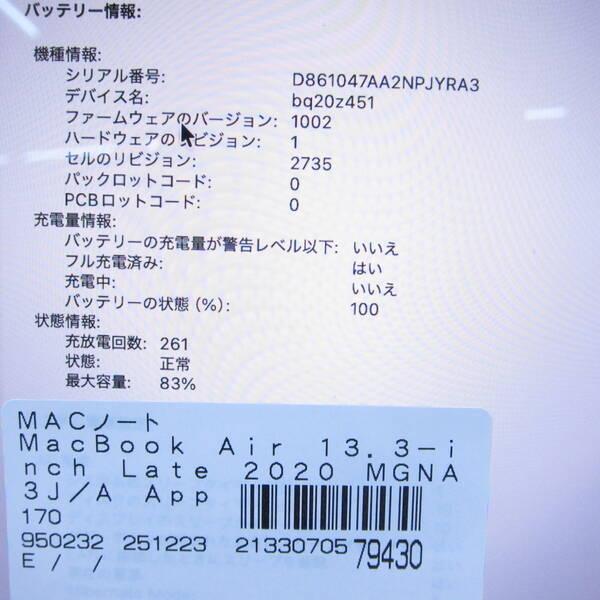 バッテリー情報:
機種情報:
シリアル番号: D861047AA2NPJYRA3
デバイス名: bq20z451
ファームウェアのバージョン: 1002
ハードウェアのリビジョン: 1
セルのリビジョン: 2735
パックロットコード: 0
PCBロットコード: 0
充電量情報:
バッテリーの充電量が警告レベル以下: いいえ
フル充電済み: はい
充電中: いいえ
バッテリーの状態 (%): 100
状態情報:
充放電回数: 261
状態: 正常
最大容量: 83%
MACノート
MacBook Air 13.3-i
nch Late 2020 MGNA
3J/A App
170
950232 251223 21330705 79430
E / /